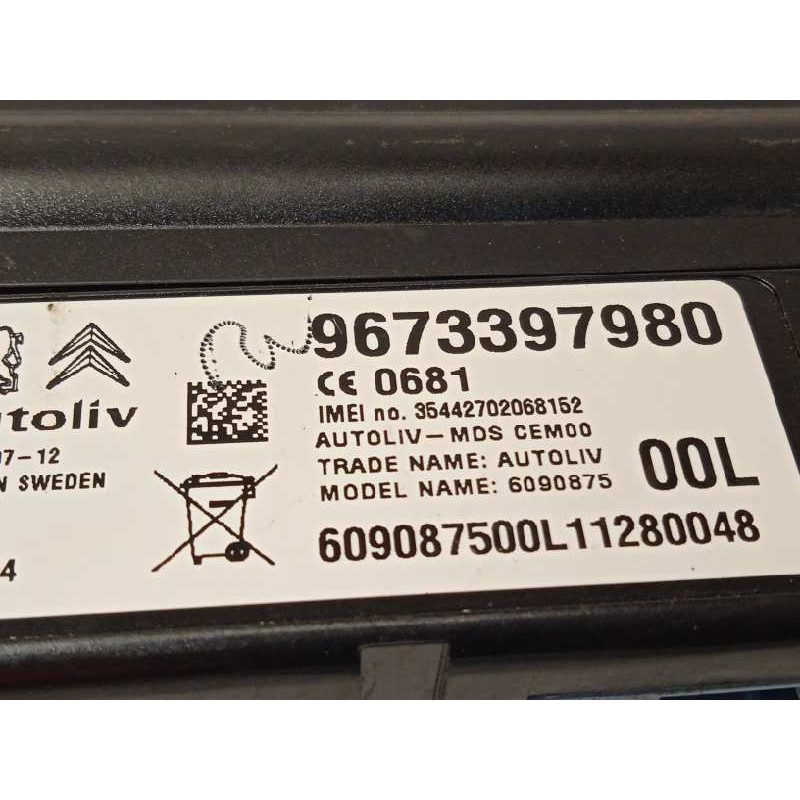 9673397980
CE 0681
IMEI no. 35442702068152
AUTOLIV-MDS CEM00
TRADE NAME: AUTOLIV
MODEL NAME: 6090875
00L
609087500L11280048
utoliv
07-12
N SWEDEN
4